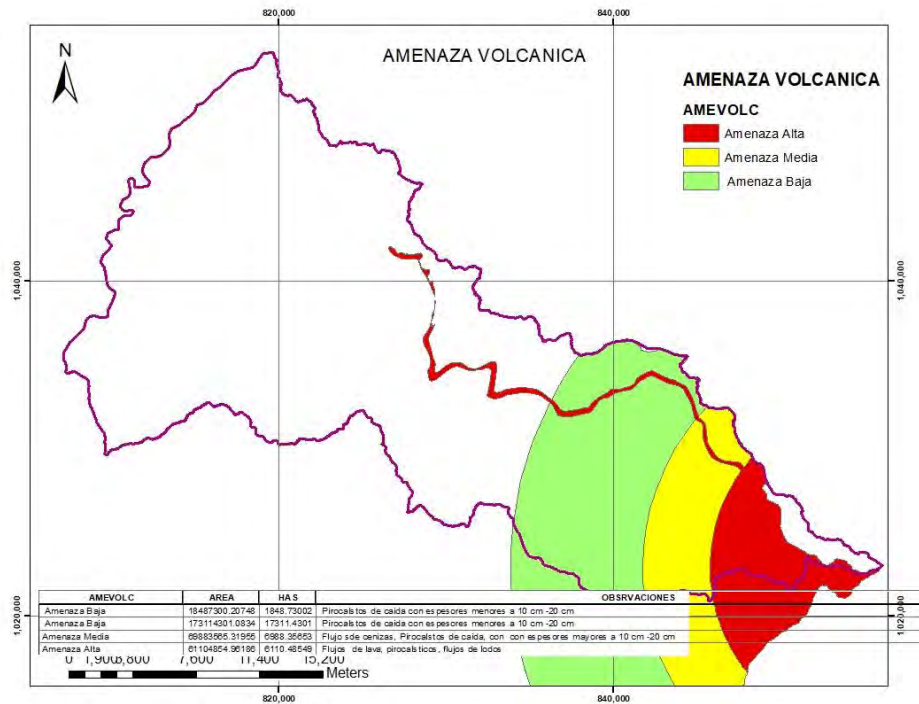 820,000 840,000
AMENAZA VOLCANICA
N
AMENAZA VOLCANICA
AMEVOLC
Amenaza Alta
Amenaza Media
Amenaza Baja
1,040,000 1,040,000
AMEVOLC AREA HAS OBSRVACIONES
Amenaza Baja 18487300.20748 1848.73002 Pirocalstos de caida con espesores menores a 10 cm -20 cm
Amenaza Baja 173114301.0834 17311.4301 Pirocalstos de caida con espesores menores a 10 cm -20 cm
Amenaza Media 69883565.31955 6988.35653 Flujo sde cenizas, Pirocalstos de caida, con con espesores mayores a 10 cm -20 cm
Amenaza Alta 61104854.96186 6110.48549 Flujos de lava, pirocalsticos, flujos de lodos
1,020,000 1,020,000
0 1,9003,800 7,600 11,400 15,200
Meters
820,000 840,000